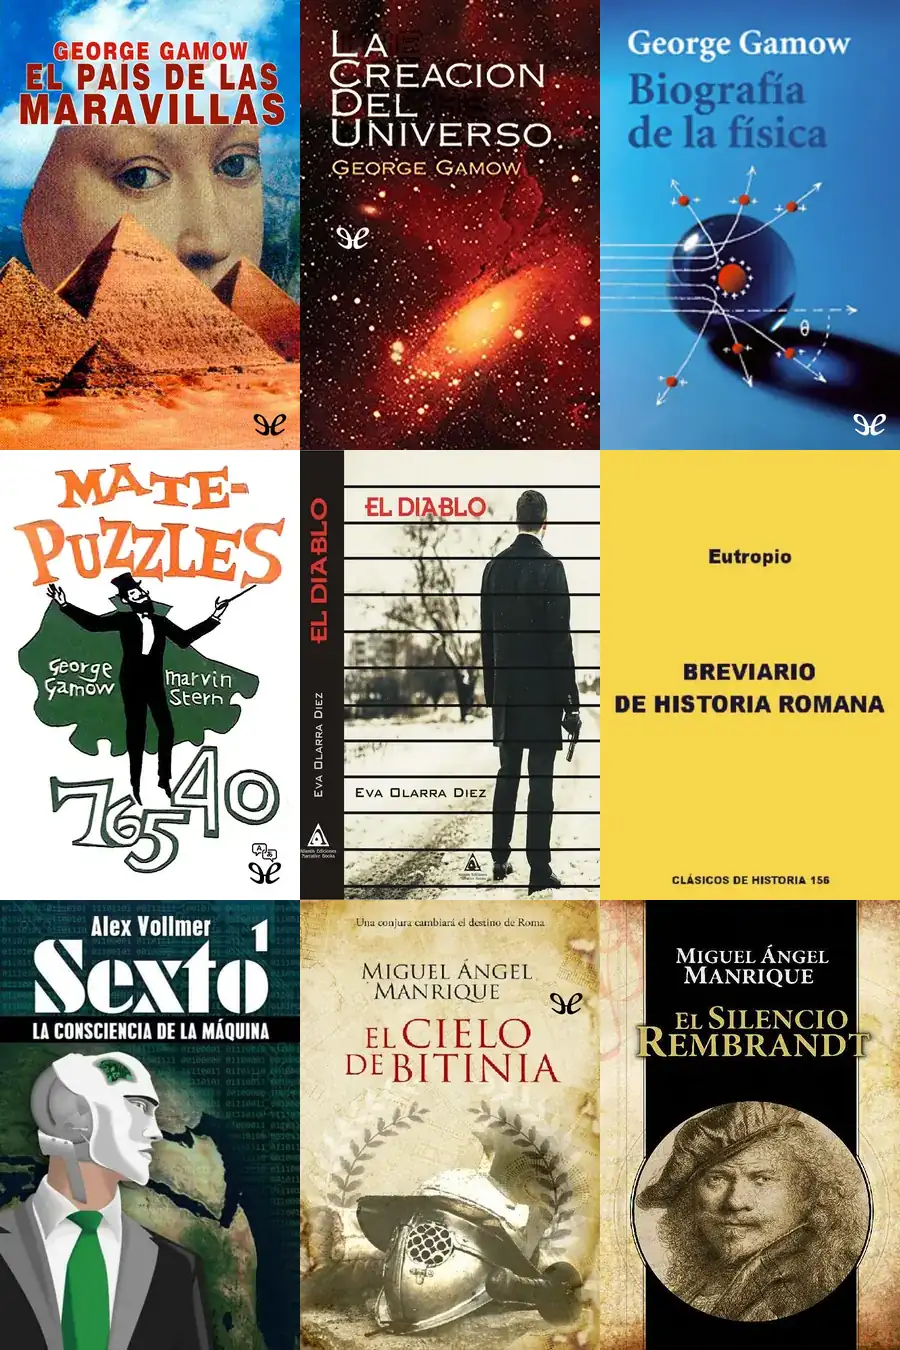 GEORGE GAMOW
EL PAIS DE LAS
MARAVILLAS
LA
CREACION
DEL
UNIVERSO
GEORGE GAMOW
George Gamow
Biografía
de la física
θ
MATE-
PUZZLES
George
Gamow
marvin
Stern
76540
EL DIABLO
EVA OLARRA DIEZ
EL DIABLO
EVA OLARRA DIEZ
Eutropio
BREVIARIO
DE HISTORIA ROMANA
CLÁSICOS DE HISTORIA 156
Alex Vollmer
Sexto 1
LA CONSCIENCIA DE LA MÁQUINA
Una conjura cambiará el destino de Roma
MIGUEL ÁNGEL
MANRIQUE
EL CIELO
DE BITINIA
MIGUEL ÁNGEL
MANRIQUE
EL SILENCIO
REMBRANDT